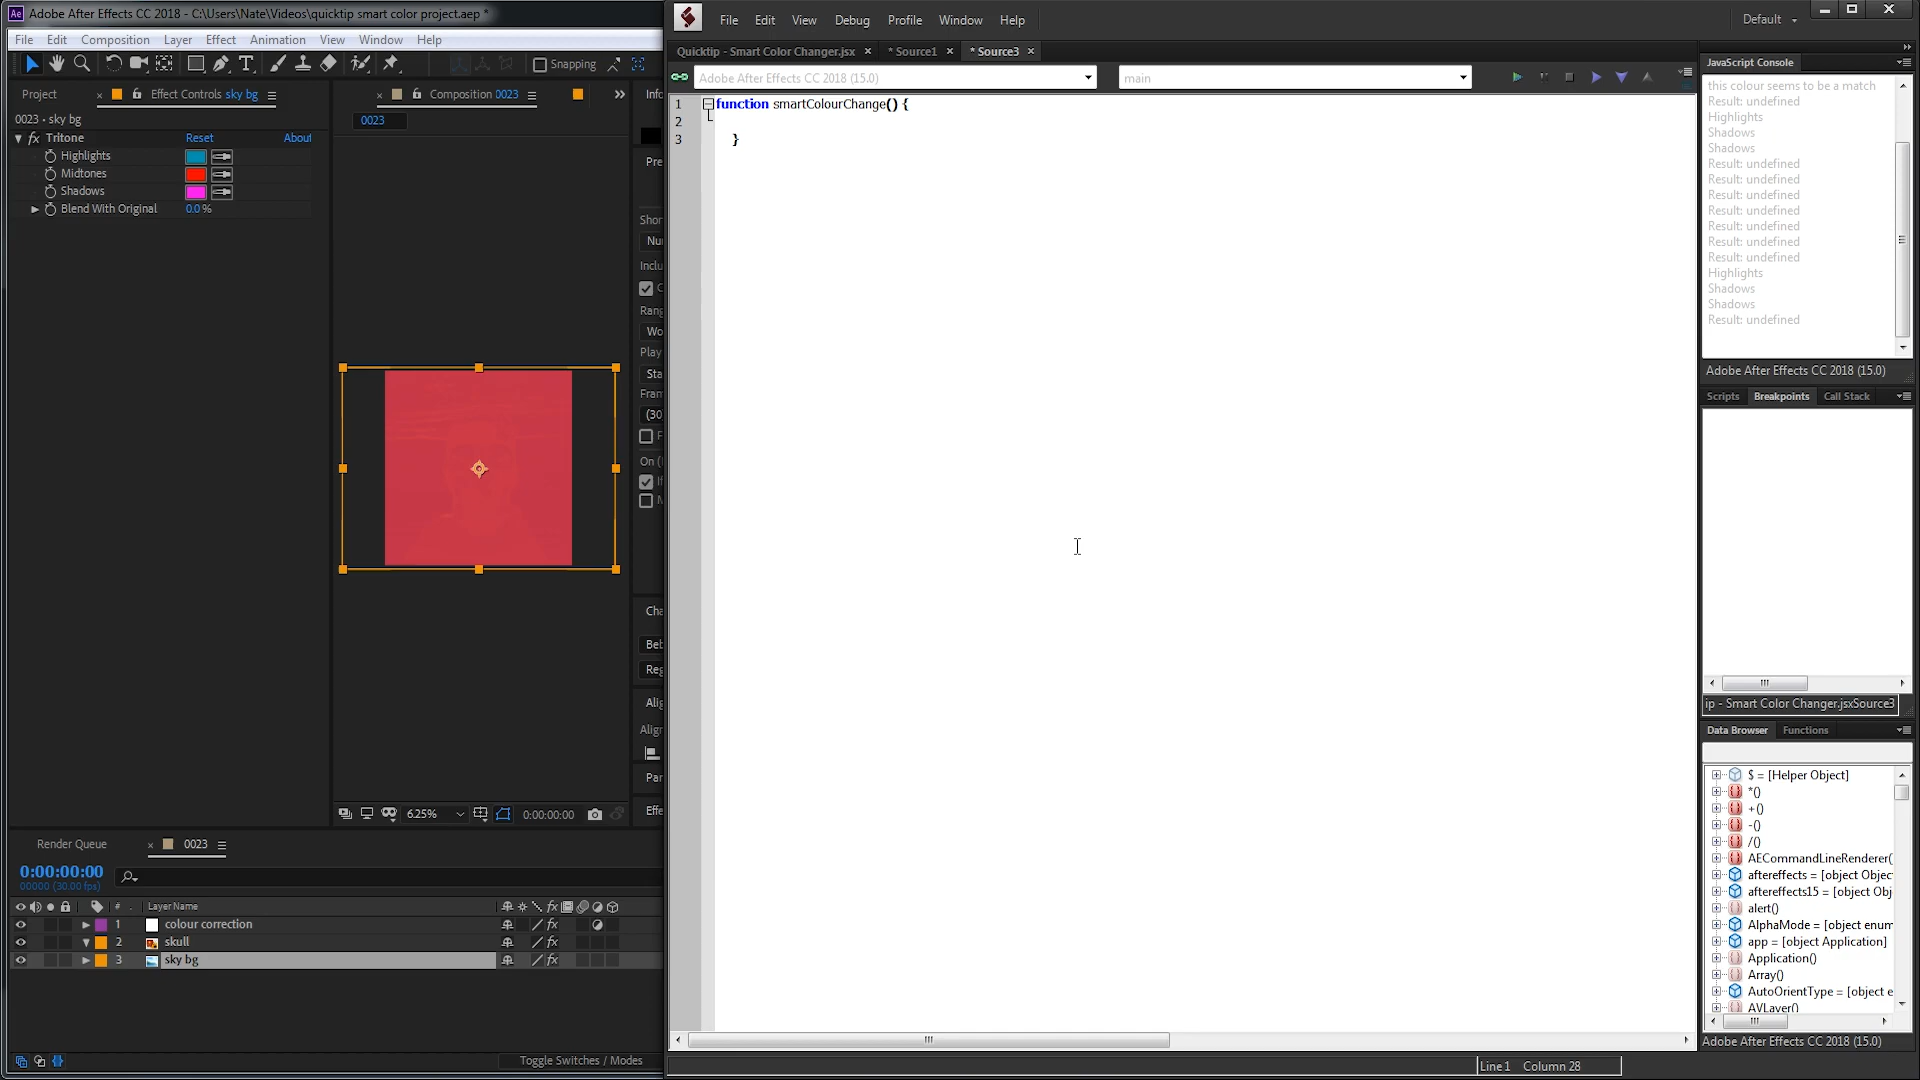 Ae Adobe After Effects CC 2018 - C:\Users\Nate\Videos\quicktip smart color project.aep *
File Edit Composition Layer Effect Animation View Window Help
Snapping
Project
Effect Controls sky bg
0023 • sky bg
fx Tritone Reset About
Highlights
Midtones
Shadows
Blend With Original 0.0 %
Composition 0023
0023
6.25%
0:00:00:00
Render Queue
0023
0:00:00:00
00000 (30.00 fps)
# Layer Name
1 colour correction
2 skull
3 sky bg
Toggle Switches / Modes
File Edit View Debug Profile Window Help
Default
Quicktip - Smart Color Changer.jsx
* Source1
* Source3
Adobe After Effects CC 2018 (15.0)
main
1 function smartColourChange() {
2
3 }
Line 1 Column 28
JavaScript Console
this colour seems to be a match
Result: undefined
Highlights
Shadows
Shadows
Result: undefined
Result: undefined
Result: undefined
Result: undefined
Result: undefined
Result: undefined
Result: undefined
Highlights
Shadows
Shadows
Result: undefined
Adobe After Effects CC 2018 (15.0)
Scripts Breakpoints Call Stack
ip - Smart Color Changer.jsxSource3
Data Browser Functions
$ = [Helper Object]
*()
+()
-()
/()
AECommandLineRenderer(
aftereffects = [object Objec
aftereffects15 = [object Obj
alert()
AlphaMode = [object enum
app = [object Application]
Application()
Array()
AutoOrientType = [object e
AVLayer()
Adobe After Effects CC 2018 (15.0)